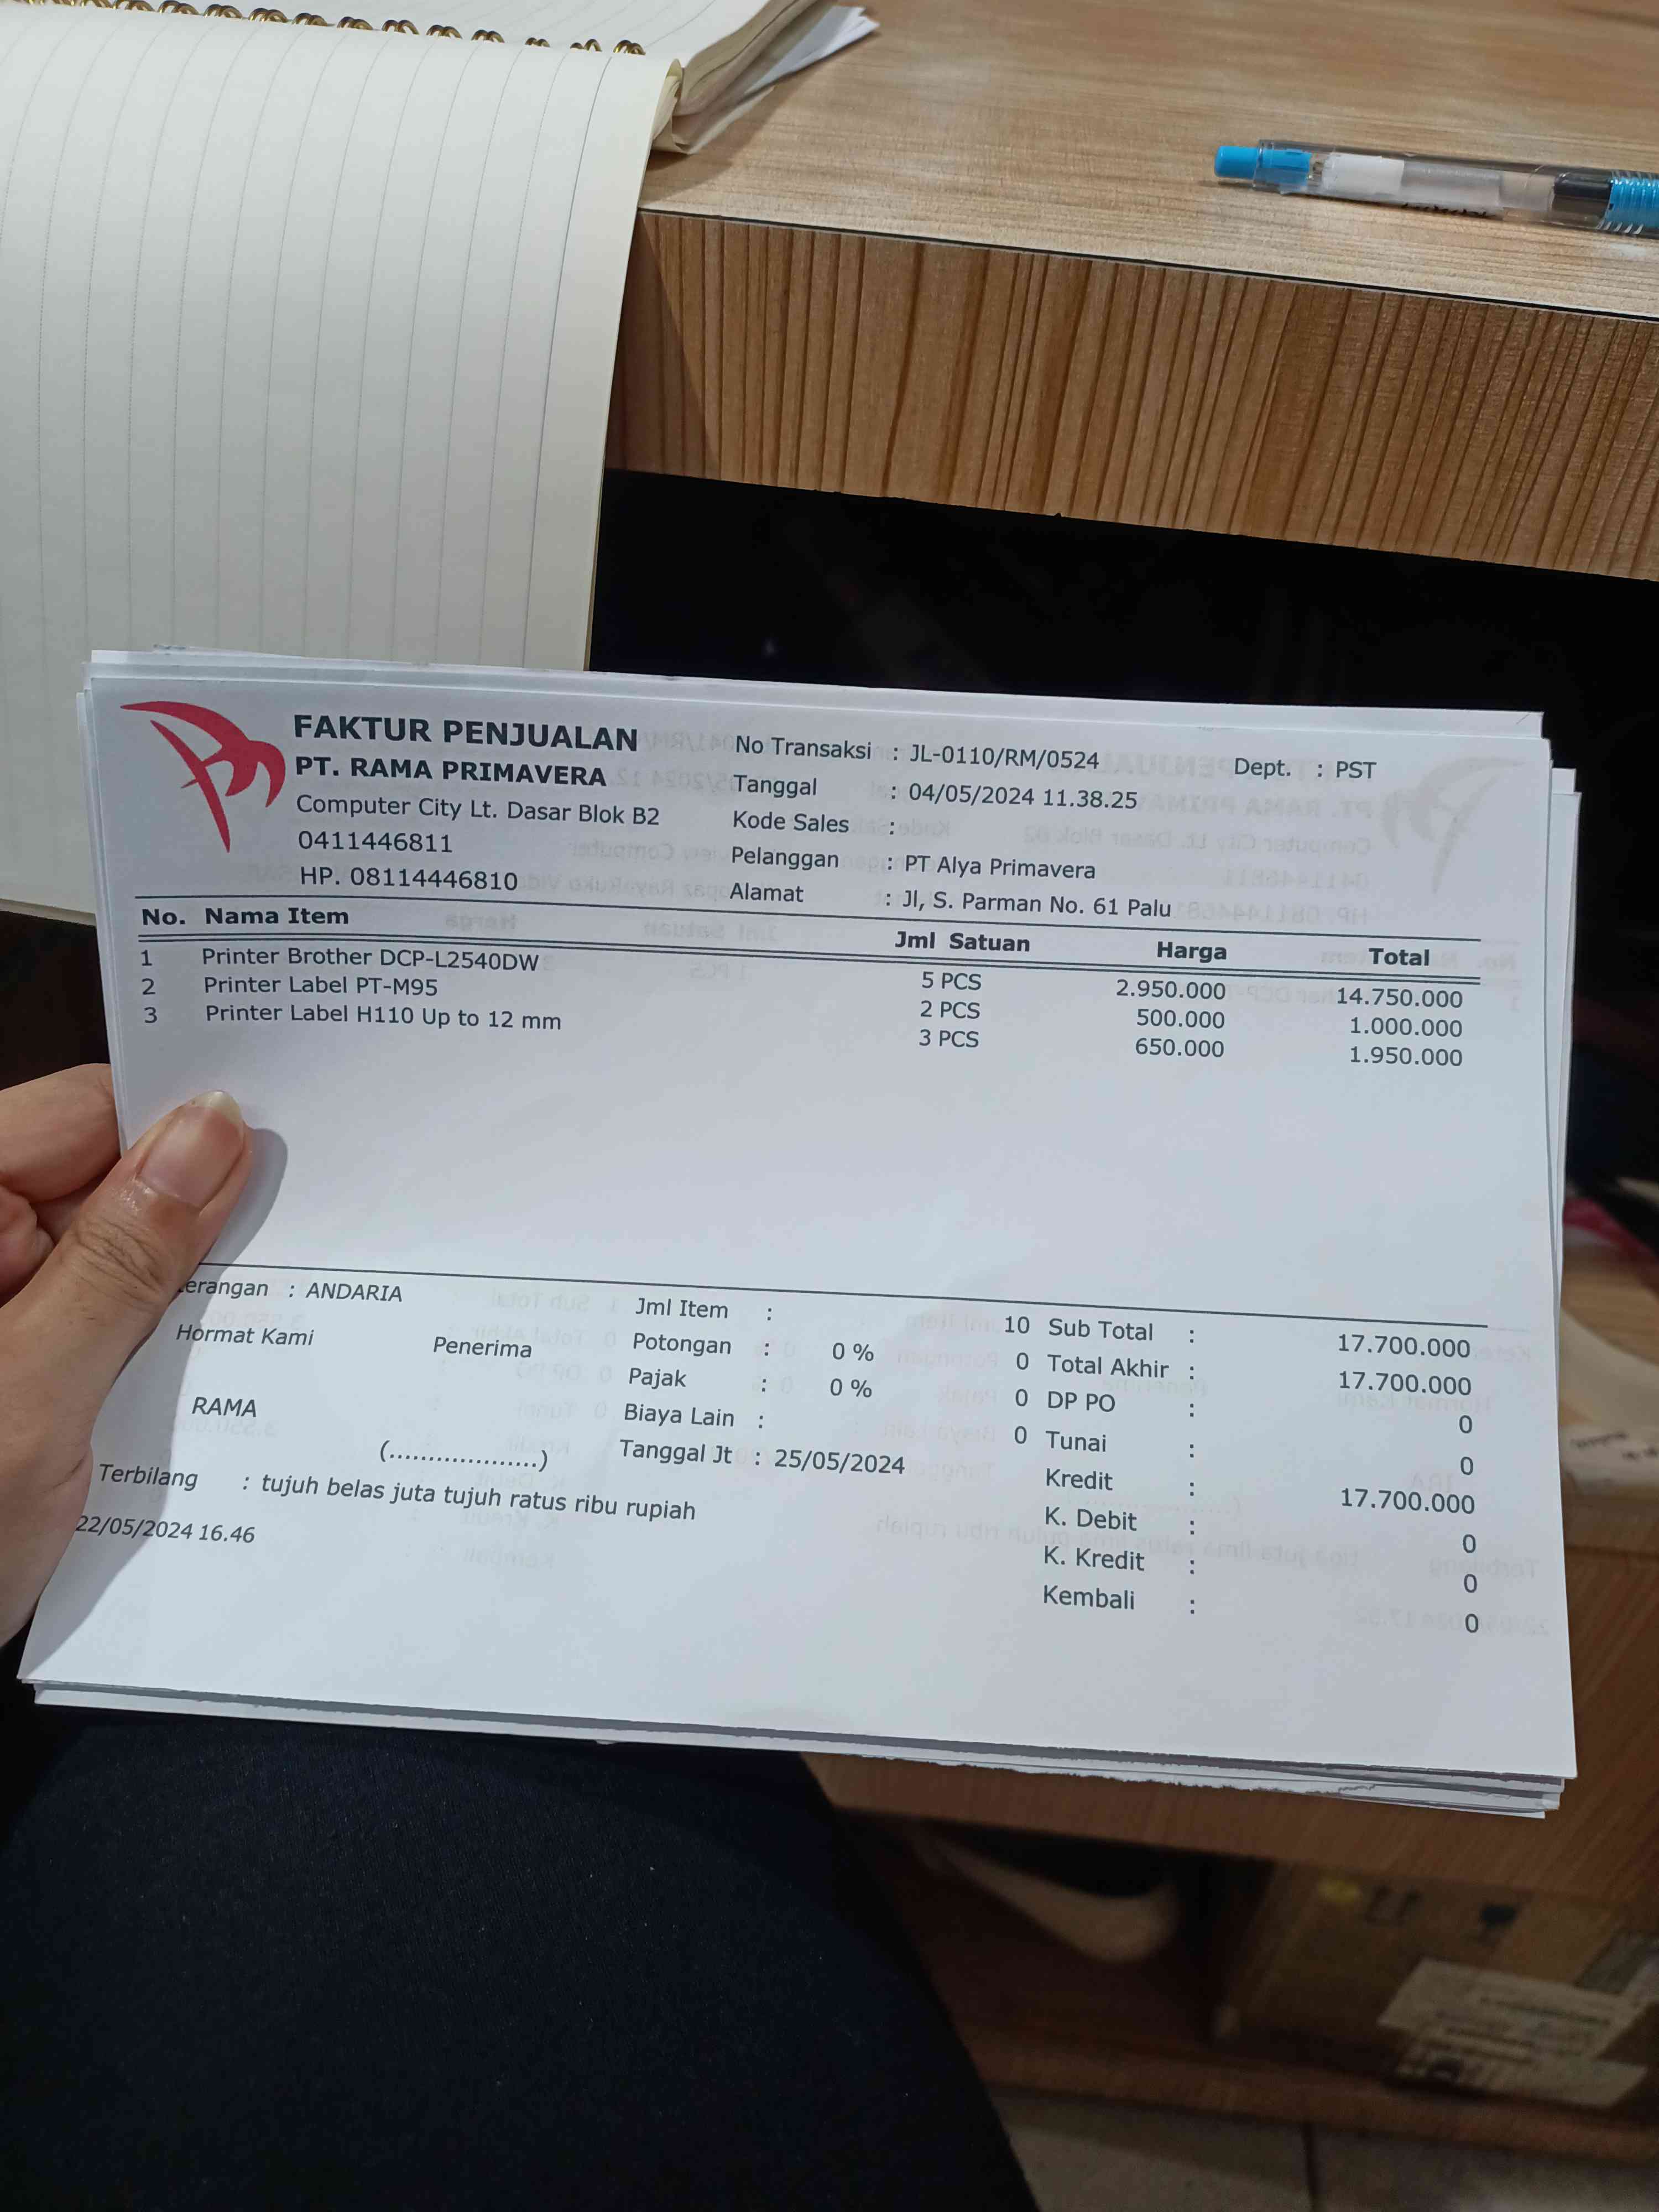 FAKTUR PENJUALAN
PT. RAMA PRIMAVERA
Computer City Lt. Dasar Blok B2
0411446811
HP. 08114446810
No Transaksi : JL-0110/RM/0524
Dept. : PST
Tanggal : 04/05/2024 11.38.25
Kode Sales :
Pelanggan : PT Alya Primavera
Alamat : Jl, S. Parman No. 61 Palu
No. Nama Item Jml Satuan Harga Total
1 Printer Brother DCP-L2540DW 5 PCS 2.950.000 14.750.000
2 Printer Label PT-M95 2 PCS 500.000 1.000.000
3 Printer Label H110 Up to 12 mm 3 PCS 650.000 1.950.000
erangan : ANDARIA
Hormat Kami
Penerima
RAMA
(...................)
Jml Item : 10
Potongan : 0 % 0
Pajak : 0 % 0
Biaya Lain : 0
Tanggal Jt : 25/05/2024
Sub Total : 17.700.000
Total Akhir : 17.700.000
DP PO : 0
Tunai : 0
Kredit : 17.700.000
K. Debit : 0
K. Kredit : 0
Kembali : 0
Terbilang : tujuh belas juta tujuh ratus ribu rupiah
22/05/2024 16.46